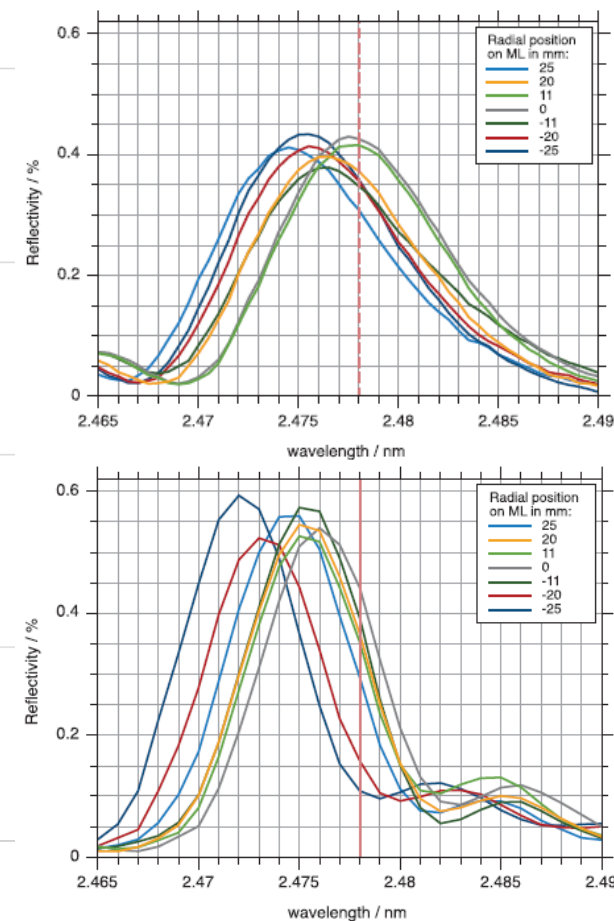 0.6
0.4
0.2
0
Reflectivity / %
Radial position
on ML in mm:
25
20
11
0
-11
-20
-25
2.465 2.47 2.475 2.48 2.485 2.49
wavelength / nm
0.6
0.4
0.2
0
Reflectivity / %
Radial position
on ML in mm:
25
20
11
0
-11
-20
-25
2.465 2.47 2.475 2.48 2.485 2.49
wavelength / nm